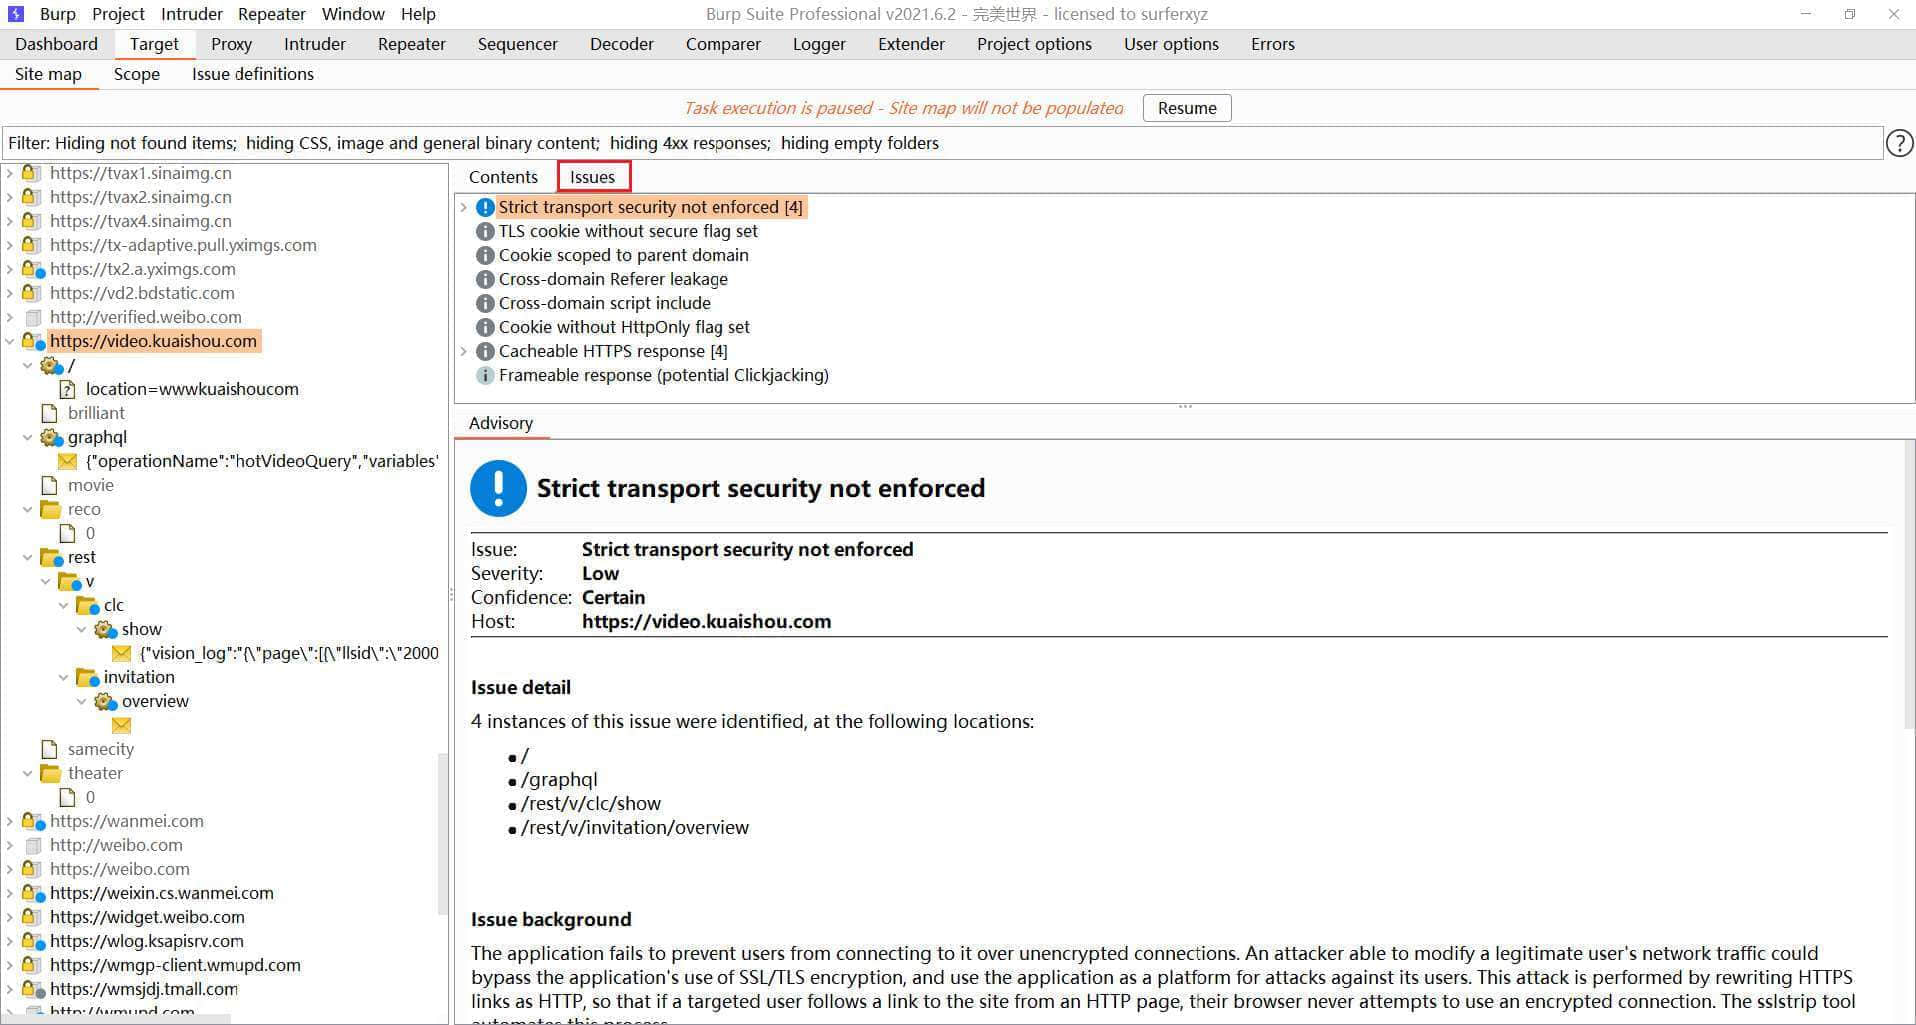 Burp Project Intruder Repeater Window Help
Burp Suite Professional v2021.6.2 - 完美世界 - licensed to surferxyz
Dashboard Target Proxy Intruder Repeater Sequencer Decoder Comparer Logger Extender Project options User options Errors
Site map Scope Issue definitions
Task execution is paused - Site map will not be populated Resume
Filter: Hiding not found items; hiding CSS, image and general binary content; hiding 4xx responses; hiding empty folders
?
https://tvax1.sinaimg.cn
https://tvax2.sinaimg.cn
https://tvax4.sinaimg.cn
https://tx-adaptive.pull.yximgs.com
https://tx2.a.yximgs.com
https://vd2.bdstatic.com
http://verified.weibo.com
https://video.kuaishou.com
/
location=wwwkuaishoucom
brilliant
graphql
{"operationName":"hotVideoQuery","variables"
movie
reco
0
rest
v
clc
show
{"vision_log":"{\"page\":[{\"llsid\":\"2000
invitation
overview
samecity
theater
0
https://wanmei.com
http://weibo.com
https://weibo.com
https://weixin.cs.wanmei.com
https://widget.weibo.com
https://wlog.ksapisrv.com
https://wmgp-client.wmupd.com
https://wmsjdj.tmall.com
http://wmupd.com
Contents Issues
Strict transport security not enforced [4]
TLS cookie without secure flag set
Cookie scoped to parent domain
Cross-domain Referer leakage
Cross-domain script include
Cookie without HttpOnly flag set
Cacheable HTTPS response [4]
Frameable response (potential Clickjacking)
Advisory
Strict transport security not enforced
Issue: Strict transport security not enforced
Severity: Low
Confidence: Certain
Host: https://video.kuaishou.com
Issue detail
4 instances of this issue were identified, at the following locations:
• /
• /graphql
• /rest/v/clc/show
• /rest/v/invitation/overview
Issue background
The application fails to prevent users from connecting to it over unencrypted connections. An attacker able to modify a legitimate user's network traffic could
bypass the application's use of SSL/TLS encryption, and use the application as a platform for attacks against its users. This attack is performed by rewriting HTTPS
links as HTTP, so that if a targeted user follows a link to the site from an HTTP page, their browser never attempts to use an encrypted connection. The sslstrip tool
automates this process.